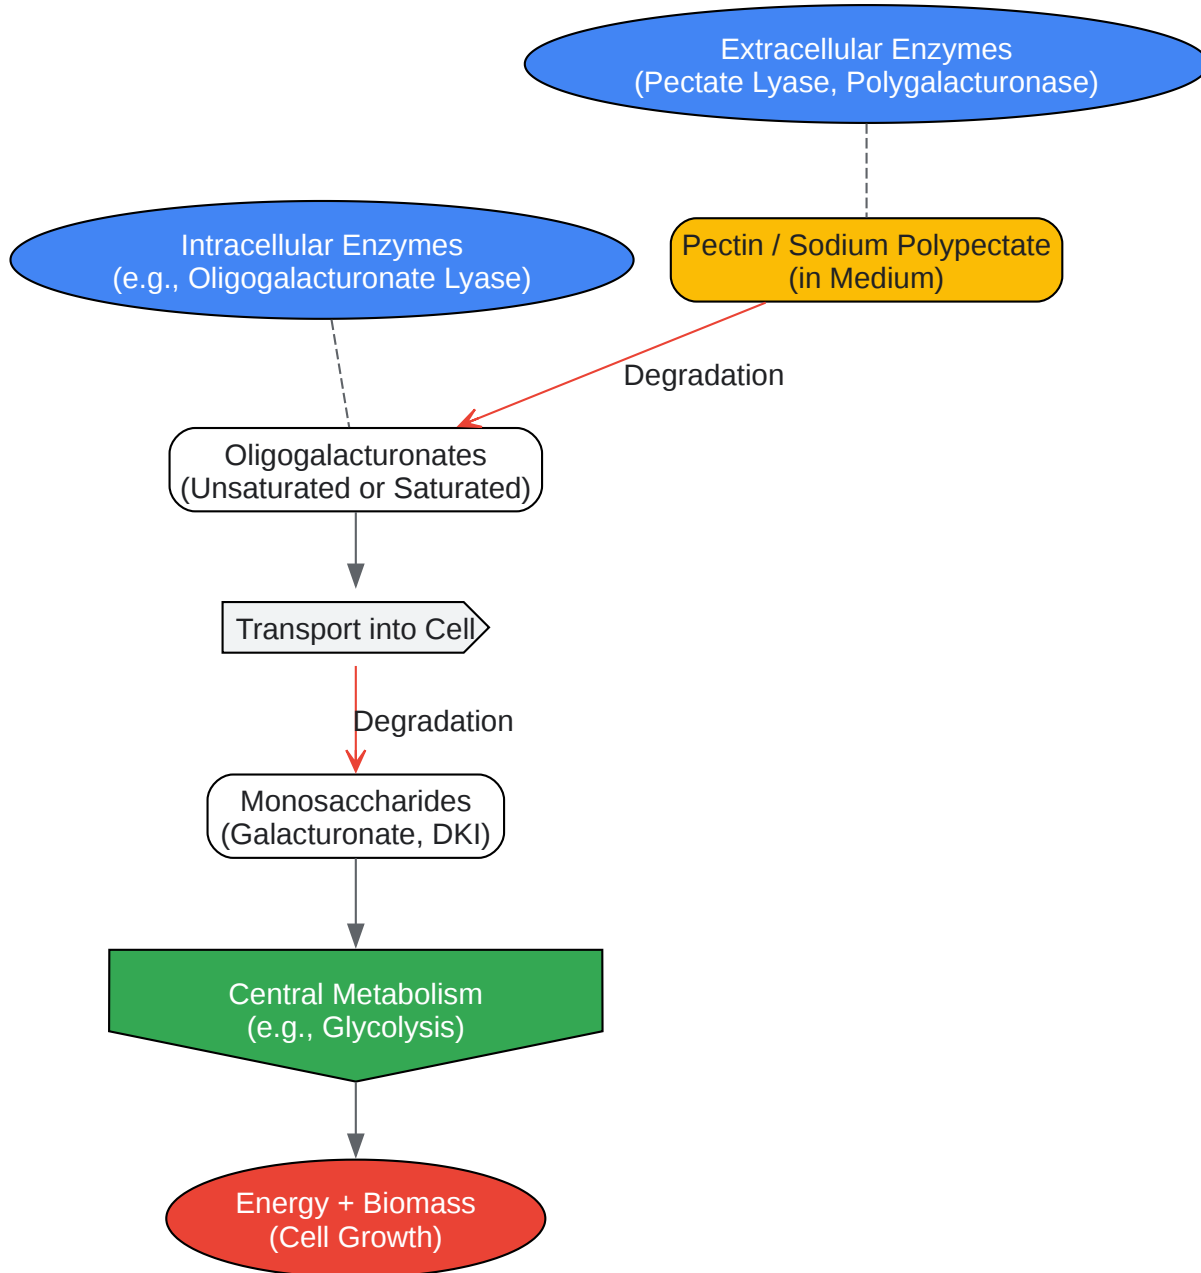 Extracellular Enzymes
(Pectate Lyase, Polygalacturonase)
Intracellular Enzymes
(e.g., Oligogalacturonate Lyase)
Pectin / Sodium Polypectate
(in Medium)
Degradation
Oligogalacturonates
(Unsaturated or Saturated)
Transport into Cell
Degradation
Monosaccharides
(Galacturonate, DKI)
Central Metabolism
(e.g., Glycolysis)
Energy + Biomass
(Cell Growth)